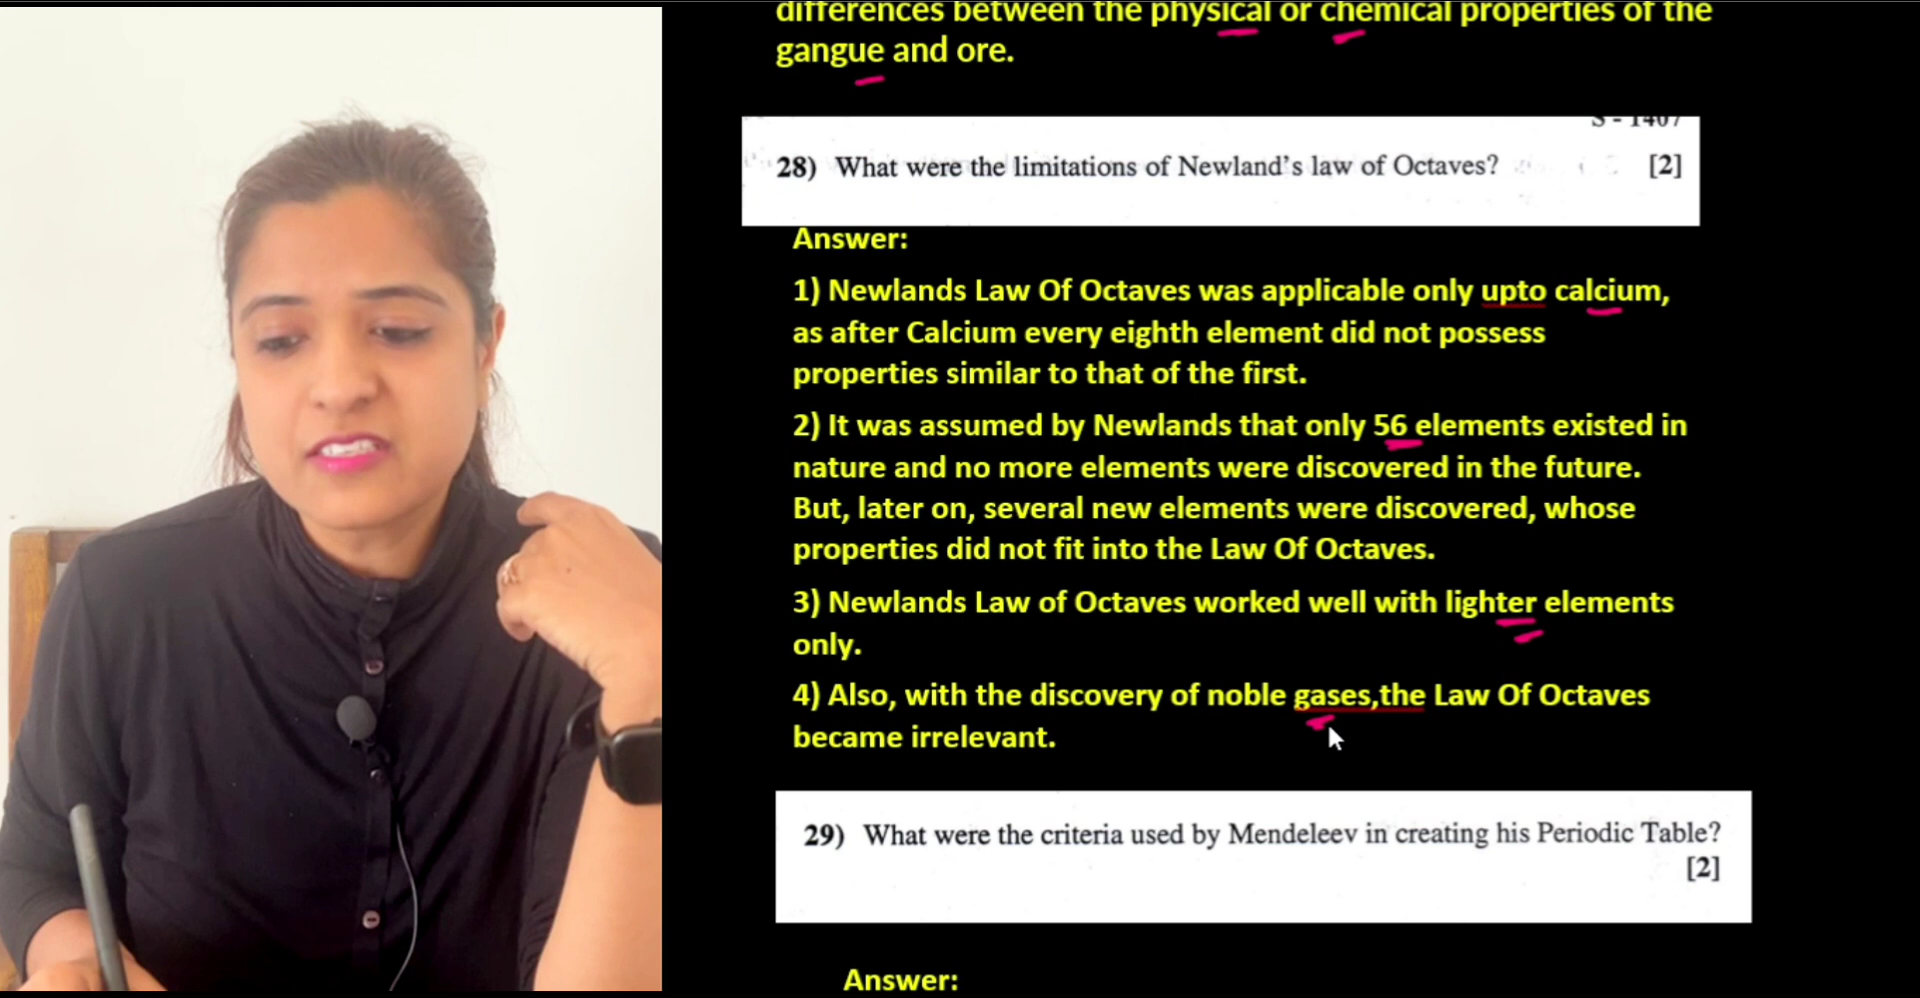 differences between the physical or chemical properties of the
gangue and ore.
S - 1407
28) What were the limitations of Newland's law of Octaves? [2]
Answer:
1) Newlands Law Of Octaves was applicable only upto calcium,
as after Calcium every eighth element did not possess
properties similar to that of the first.
2) It was assumed by Newlands that only 56 elements existed in
nature and no more elements were discovered in the future.
But, later on, several new elements were discovered, whose
properties did not fit into the Law Of Octaves.
3) Newlands Law of Octaves worked well with lighter elements
only.
4) Also, with the discovery of noble gases,the Law Of Octaves
became irrelevant.
29) What were the criteria used by Mendeleev in creating his Periodic Table?
[2]
Answer: